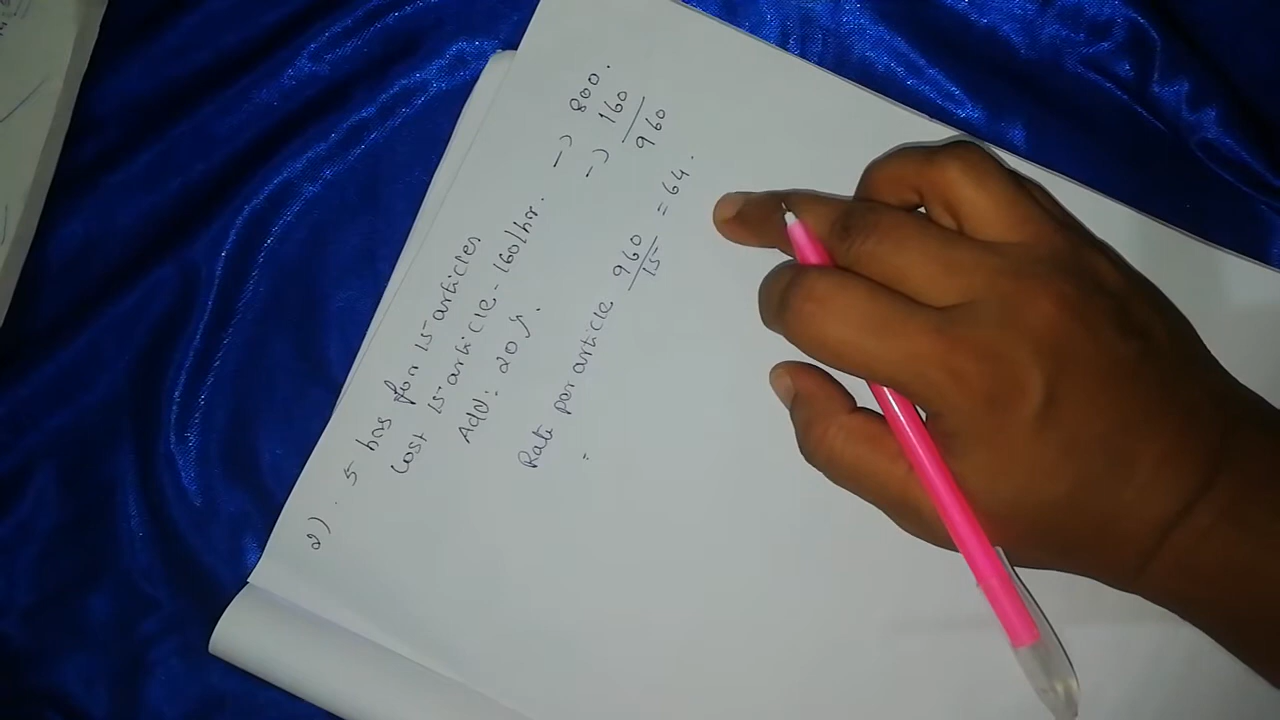 2). 5 hrs for 15 articles
Cost 15 article - 160/hr. -> 800.
Add: 20%. -> 160
960
Rate per article 960/15 = 64.
=